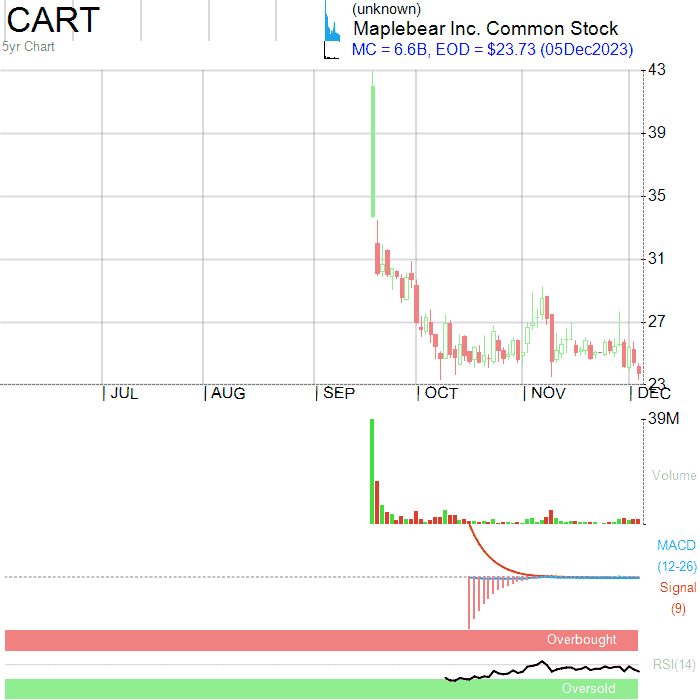 CART
(unknown)
Maplebear Inc. Common Stock
5yr Chart
MC = 6.6B, EOD = $23.73 (05Dec2023)
43
39
35
31
27
23
| JUL
| AUG
| SEP
| OCT
| NOV
| DEC
39M
Volume
MACD
(12-26)
Signal
(9)
Overbought
RSI(14)
Oversold